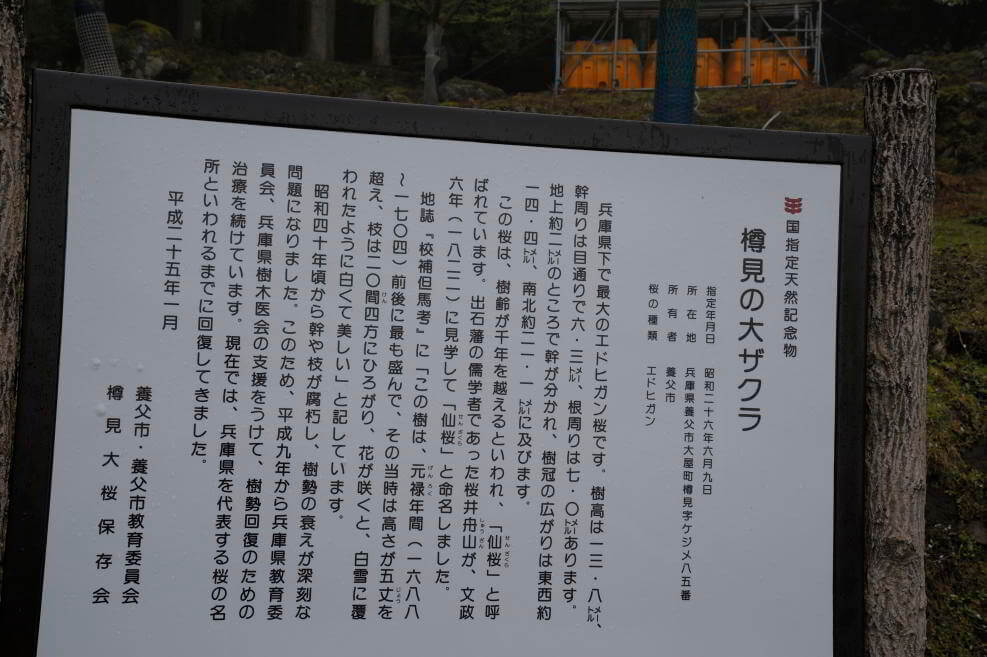 国指定天然記念物
樽見の大ザクラ
指定年月日　昭和二十六年六月九日
所在地　兵庫県養父市大屋町樽見字ケジメ八五番
所有者　養父市
桜の種類　エドヒガン
兵庫県下で最大のエドヒガン桜です。樹高は一三・八㍍、
幹周りは目通りで六・三㍍、根周りは七・〇㍍あります。
地上約二㍍のところで幹が分かれ、樹冠の広がりは東西約
一四・四㍍、南北約二一・一㍍に及びます。
この桜は、樹齢が千年を越えるといわれ、「仙桜」と呼
ばれています。出石藩の儒学者であった桜井舟山が、文政
六年（一八二二）に見学して「仙桜」と命名しました。
地誌『校補但馬考』に「この樹は、元禄年間（一六八八
～一七〇四）前後に最も盛んで、その当時は高さが五丈を
超え、枝は二〇間四方にひろがり、花が咲くと、白雪に覆
われたように白くて美しい」と記しています。
昭和四十年頃から幹や枝が腐朽し、樹勢の衰えが深刻な
問題になりました。このため、平成九年から兵庫県教育委
員会、兵庫県樹木医会の支援をうけて、樹勢回復のための
治療を続けています。現在では、兵庫県を代表する桜の名
所といわれるまでに回復してきました。
平成二十五年一月
養父市・養父市教育委員会
樽見大桜保存会